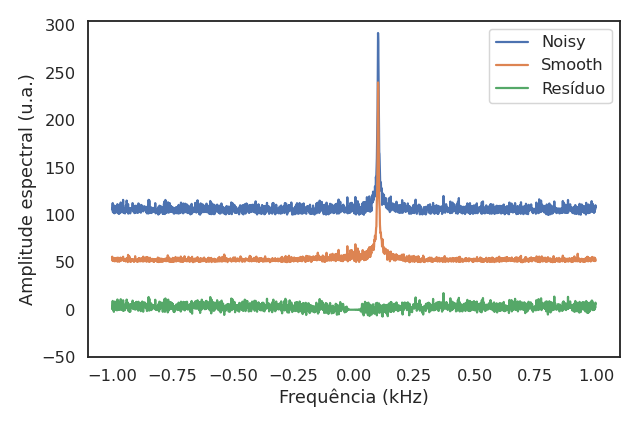 300
250
200
150
100
50
0
−50
Amplitude espectral (u.a.)
Noisy
Smooth
Resíduo
−1.00 −0.75 −0.50 −0.25 0.00 0.25 0.50 0.75 1.00
Frequência (kHz)